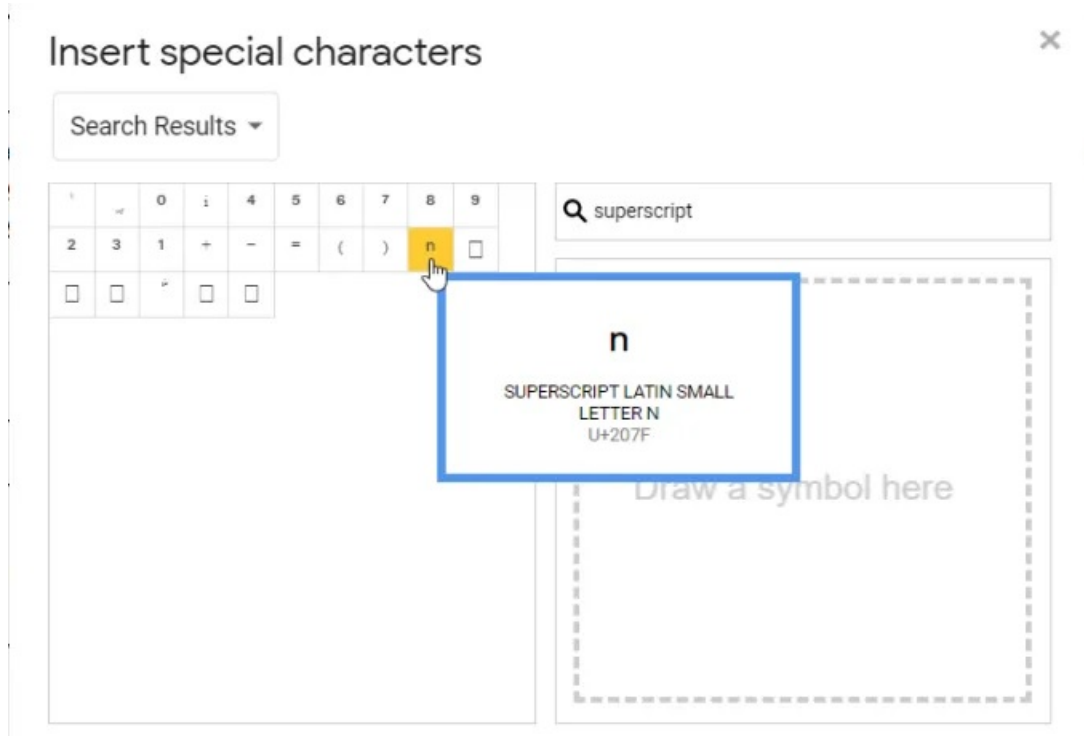 Insert special characters
Search Results
superscript
0 i 4 5 6 7 8 9
2 3 1 + − = ( ) n
n
SUPERSCRIPT LATIN SMALL
LETTER N
U+207F
Draw a symbol here